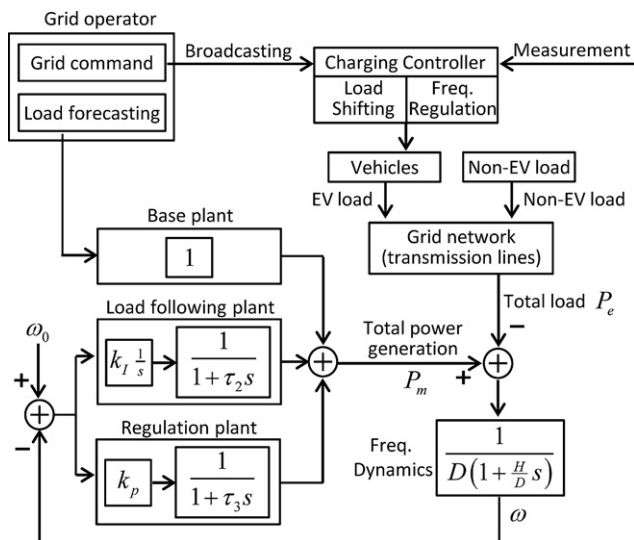 Grid operator
Grid command
Load forecasting
Broadcasting
Charging Controller
Load Shifting
Freq. Regulation
Measurement
Vehicles
Non-EV load
EV load
Non-EV load
Grid network
(transmission lines)
Total load P_e
Base plant
1
Load following plant
k_I 1/s
1/(1+τ_2 s)
Regulation plant
k_p
1/(1+τ_3 s)
ω_0
+
+
−
+
Total power
generation
P_m
+
−
+
Freq.
Dynamics
1/(D(1+H/D s))
ω